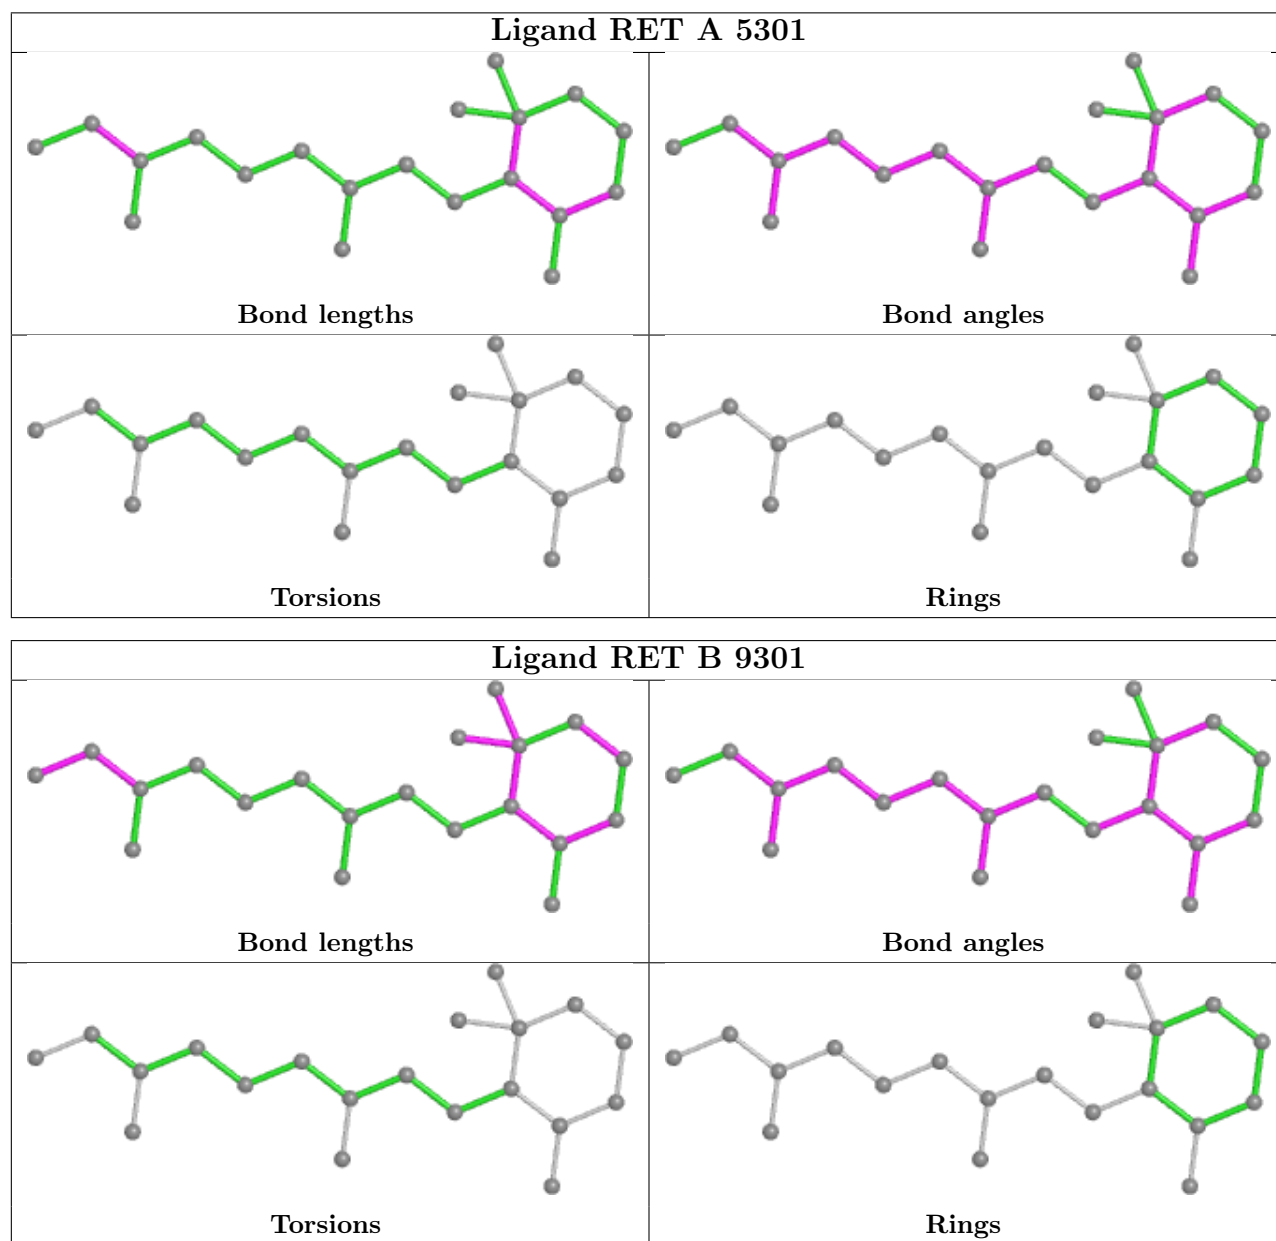 Ligand RET A 5301
Bond lengths
Bond angles
Torsions
Rings
Ligand RET B 9301
Bond lengths
Bond angles
Torsions
Rings